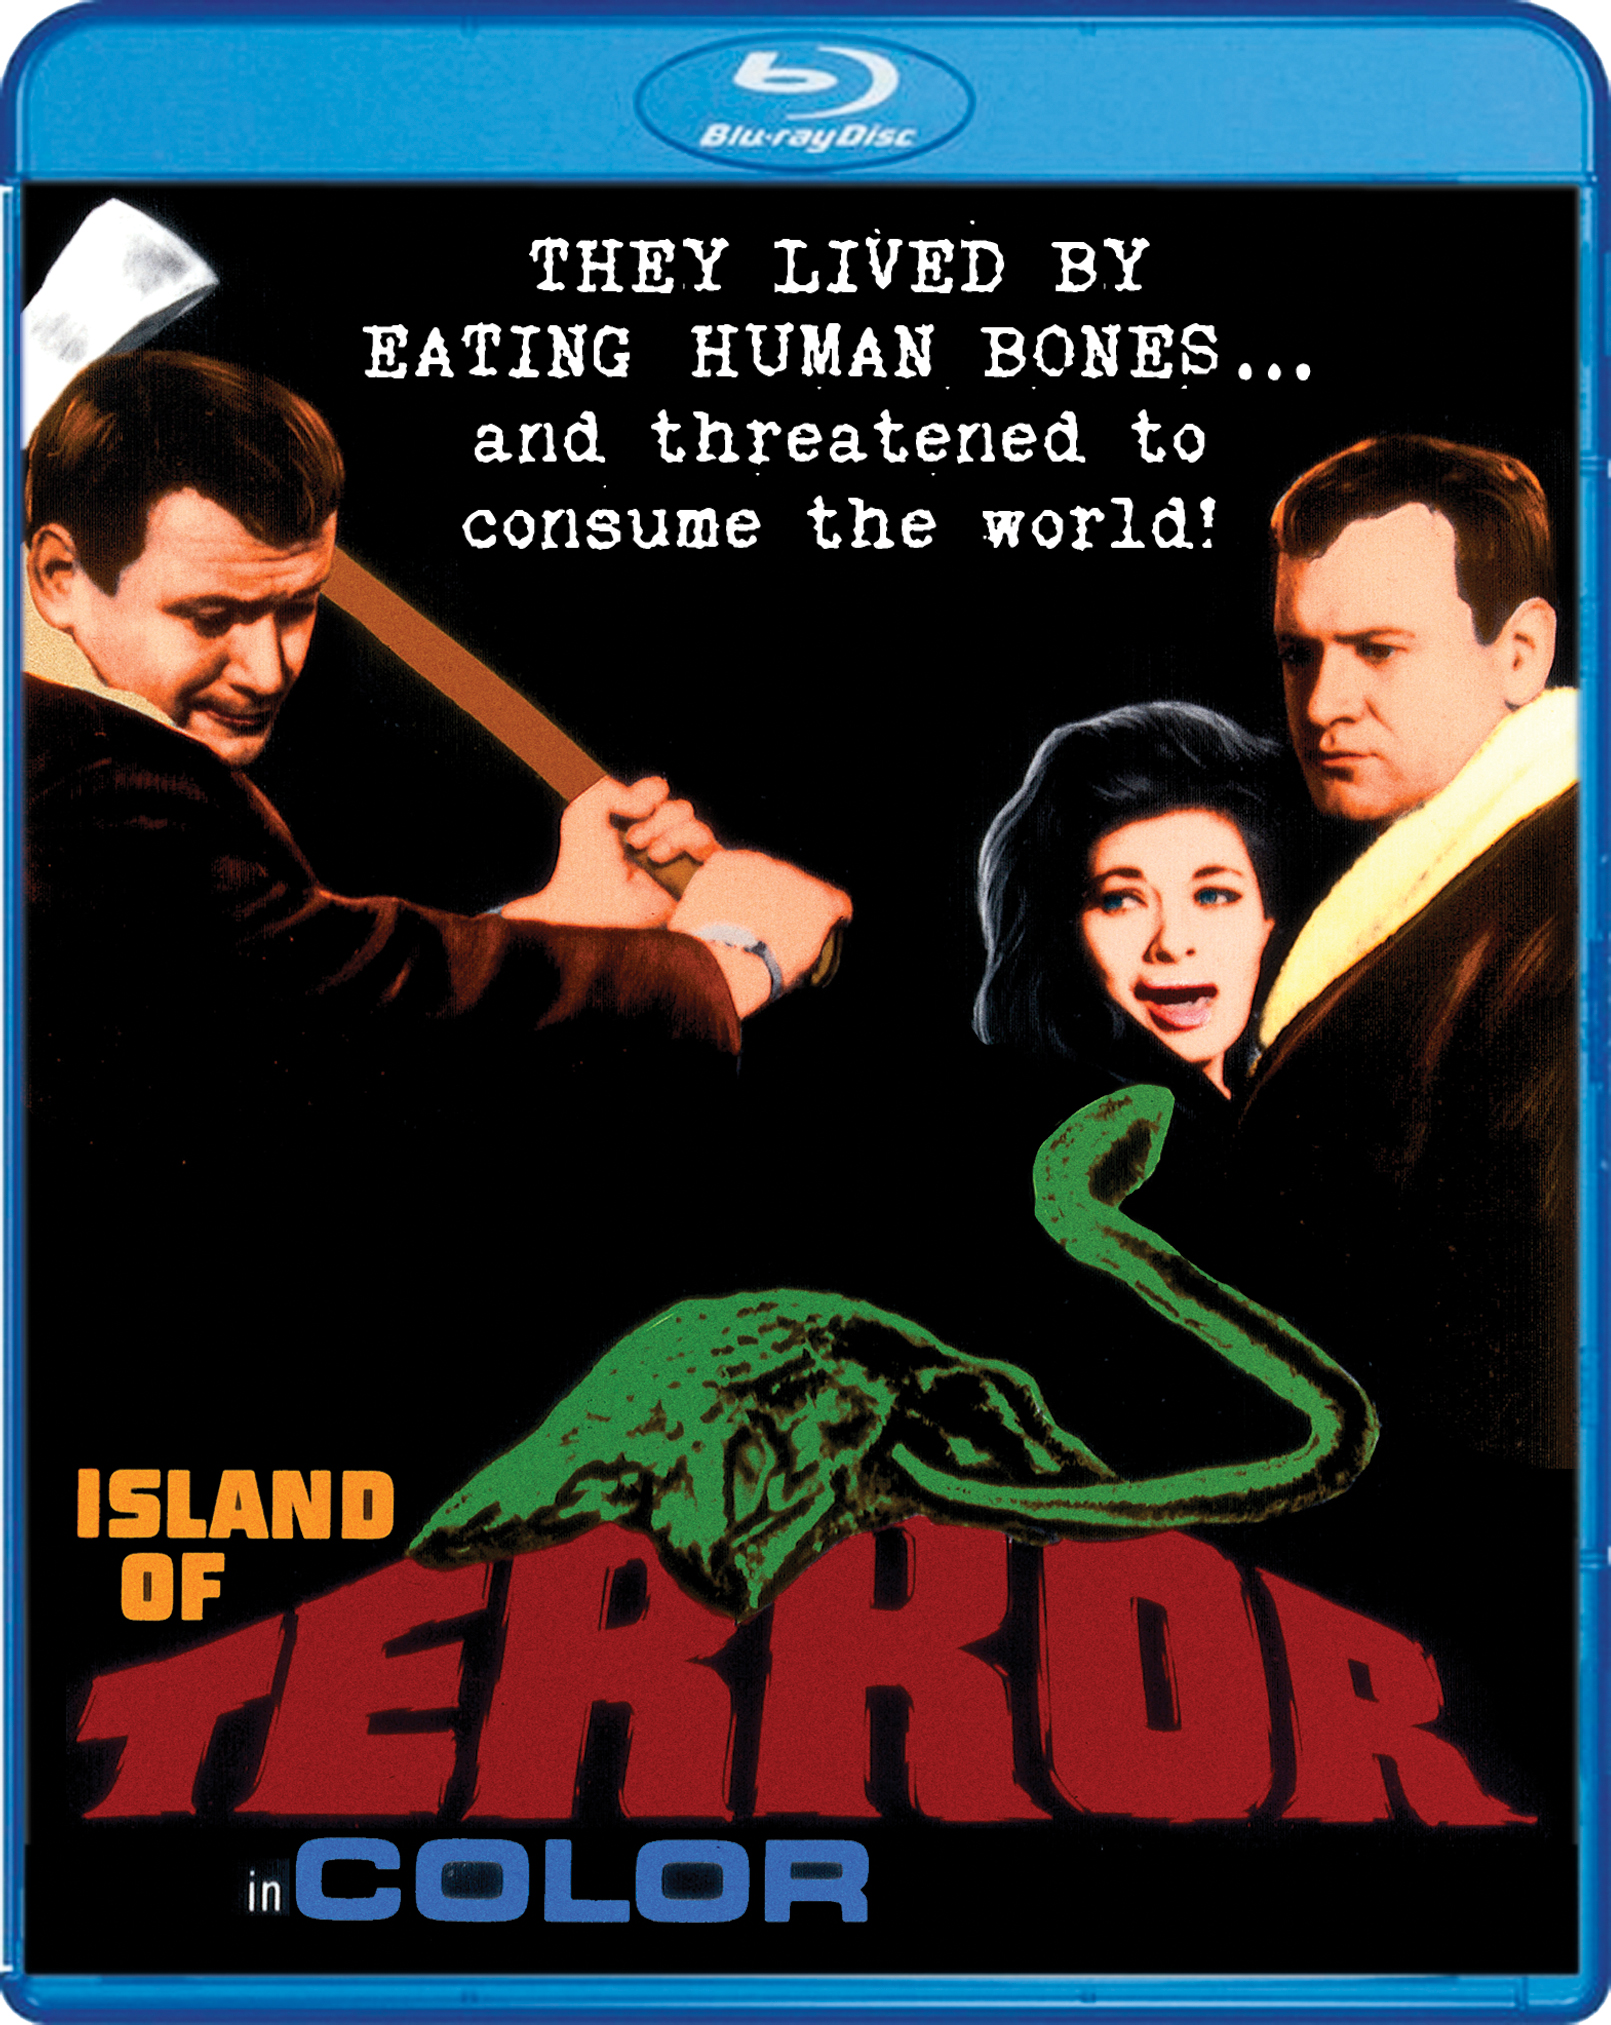 Blu-ray Disc
THEY LIVED BY
EATING HUMAN BONES...
and threatened to
consume the world!
ISLAND
OF
TERROR
in COLOR